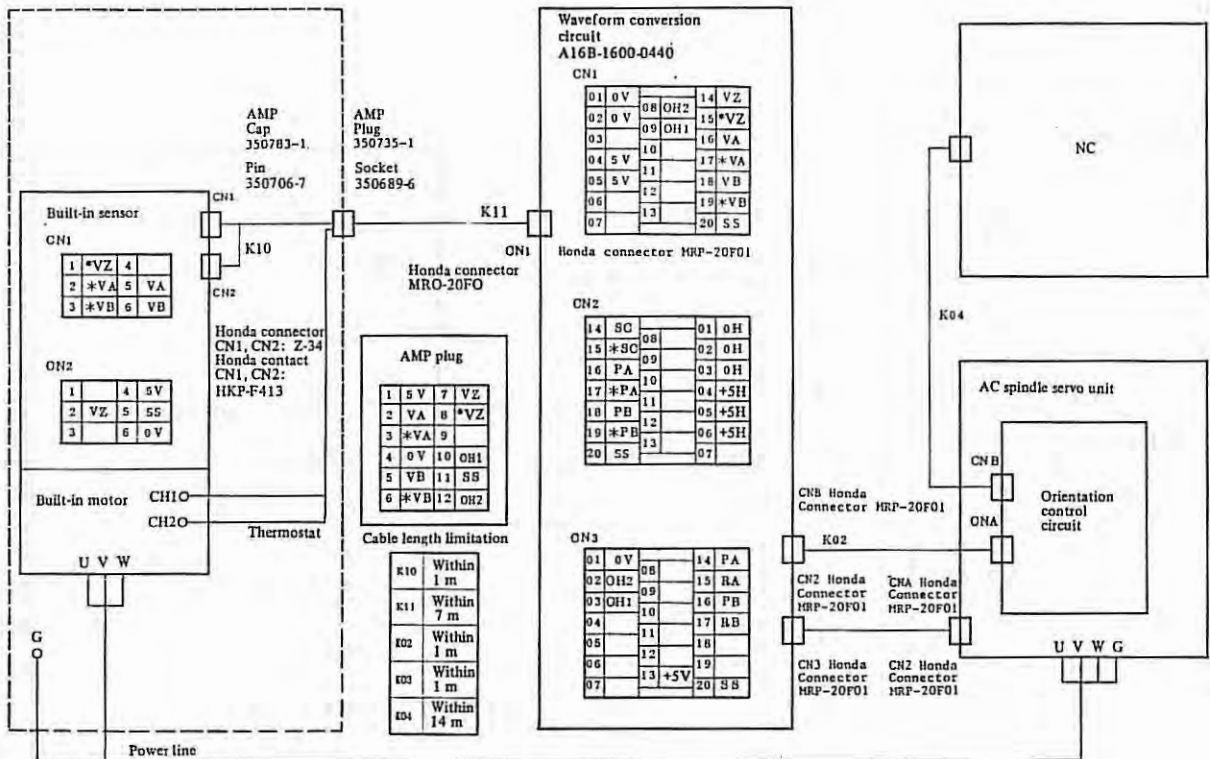 Waveform conversion
circuit
A16B-1600-0440
CN1
01 0V 14 VZ
08 OH2
02 0V 15 *VZ
09 OH1
03 16 VA
10
04 5V 17 *VA
11
05 5V 18 VB
12
06 19 *VB
13
07 20 SS
Honda connector MRP-20F01
CN2
14 SC 01 0H
08
15 *SC 02 0H
09
16 PA 03 0H
10
17 *PA 04 +5H
11
18 PB 05 +5H
12
19 *PB 06 +5H
13
20 SS 07
CN3
01 0V 14 PA
08
02 OH2 15 RA
09
03 OH1 16 PB
10
04 17 RB
11
05 18
12
06 19
13 +5V
07 20 SS
AMP
Cap
350783-1
Pin
350706-7
AMP
Plug
350735-1
Socket
350689-6
CN1
K10
CN2
K11
CN1
Honda connector
MRO-20FO
Built-in sensor
CN1
1 *VZ 4
2 *VA 5 VA
3 *VB 6 VB
CN2
1 4 5V
2 VZ 5 SS
3 6 0V
Honda connector
CN1, CN2: Z-34
Honda contact
CN1, CN2:
HKP-F413
Built-in motor
CH1
CH2
Thermostat
U V W
G
Power line
AMP plug
1 5V 7 VZ
2 VA 8 *VZ
3 *VA 9
4 0V 10 OH1
5 VB 11 SS
6 *VB 12 OH2
Cable length limitation
K10 Within
1 m
K11 Within
7 m
K02 Within
1 m
K03 Within
1 m
K04 Within
14 m
NC
K04
AC spindle servo unit
CNB
CNA
Orientation
control
circuit
CNB Honda
Connector MRP-20F01
K02
CN2 Honda
Connector
MRP-20F01
CNA Honda
Connector
MRP-20F01
CN3 Honda
Connector
MRP-20F01
CN2 Honda
Connector
MRP-20F01
U V W G